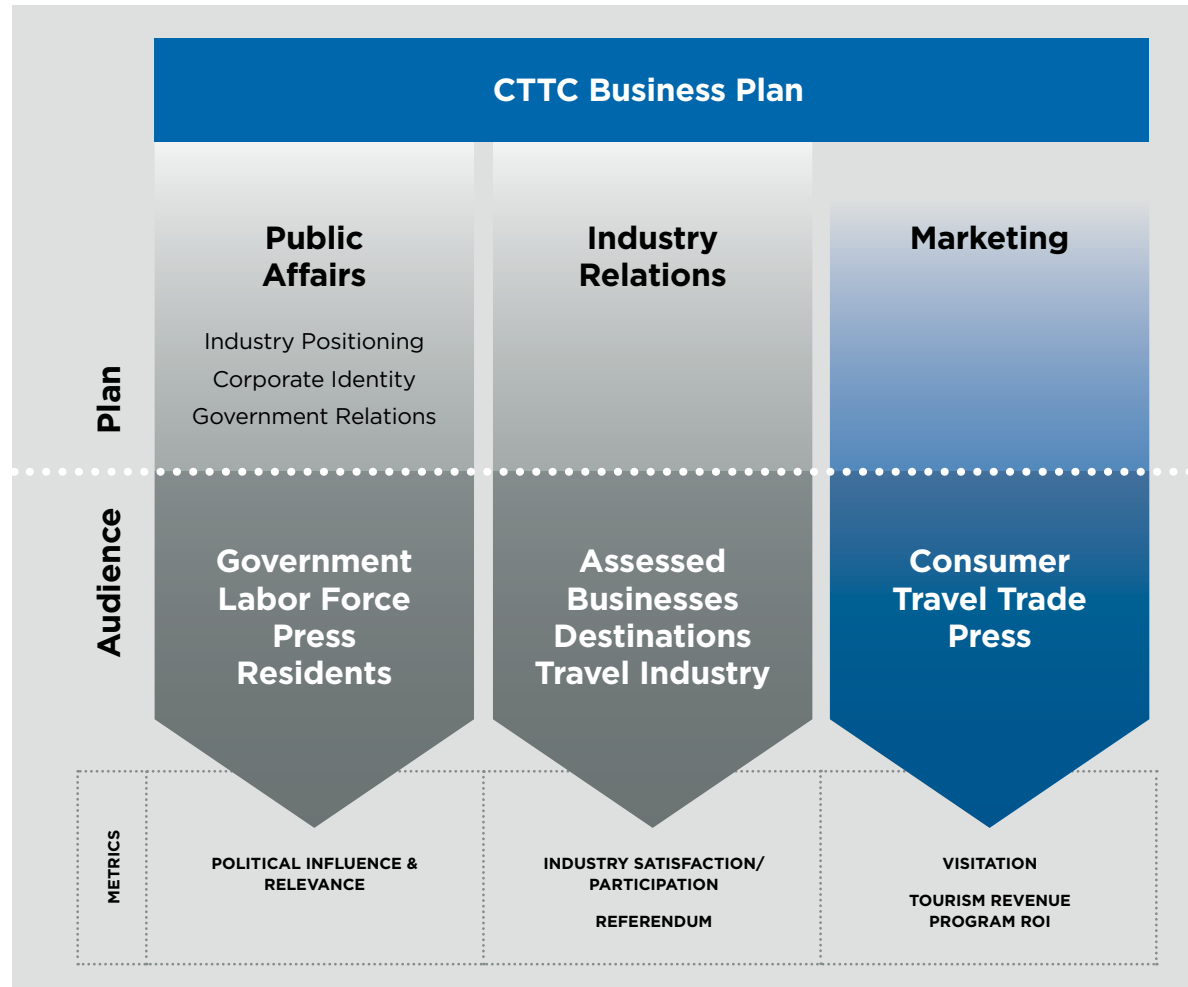 CTTC Business Plan
Plan
Public
Affairs
Industry Positioning
Corporate Identity
Government Relations
Industry
Relations
Marketing
Audience
Government
Labor Force
Press
Residents
Assessed
Businesses
Destinations
Travel Industry
Consumer
Travel Trade
Press
METRICS
POLITICAL INFLUENCE &
RELEVANCE
INDUSTRY SATISFACTION/
PARTICIPATION
REFERENDUM
VISITATION
TOURISM REVENUE
PROGRAM ROI